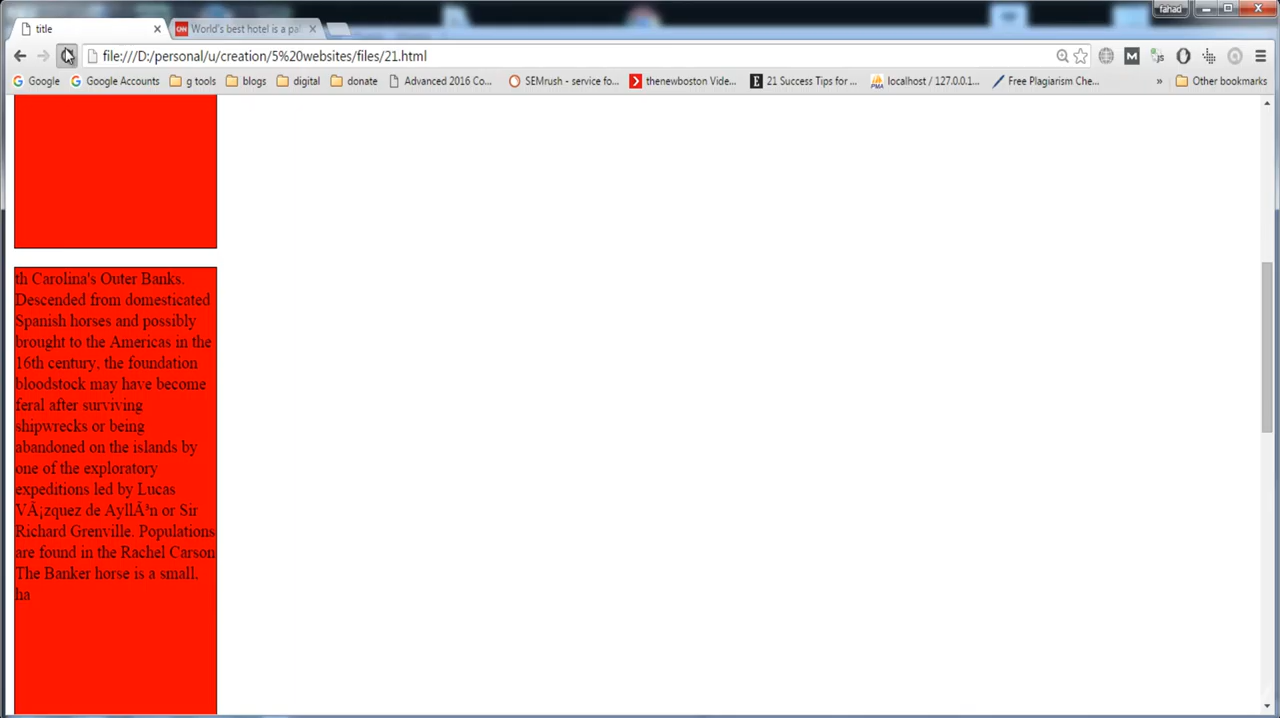 fahad
title
World's best hotel is a pal
file:///D:/personal/u/creation/5%20websites/files/21.html
Google
Google Accounts
g tools
blogs
digital
donate
Advanced 2016 Co...
SEMrush - service fo...
thenewboston Vide...
21 Success Tips for ...
localhost / 127.0.0.1...
Free Plagiarism Che...
»
Other bookmarks
th Carolina's Outer Banks.
Descended from domesticated
Spanish horses and possibly
brought to the Americas in the
16th century, the foundation
bloodstock may have become
feral after surviving
shipwrecks or being
abandoned on the islands by
one of the exploratory
expeditions led by Lucas
VÃ¡zquez de AyllÃ³n or Sir
Richard Grenville. Populations
are found in the Rachel Carson
The Banker horse is a small,
ha